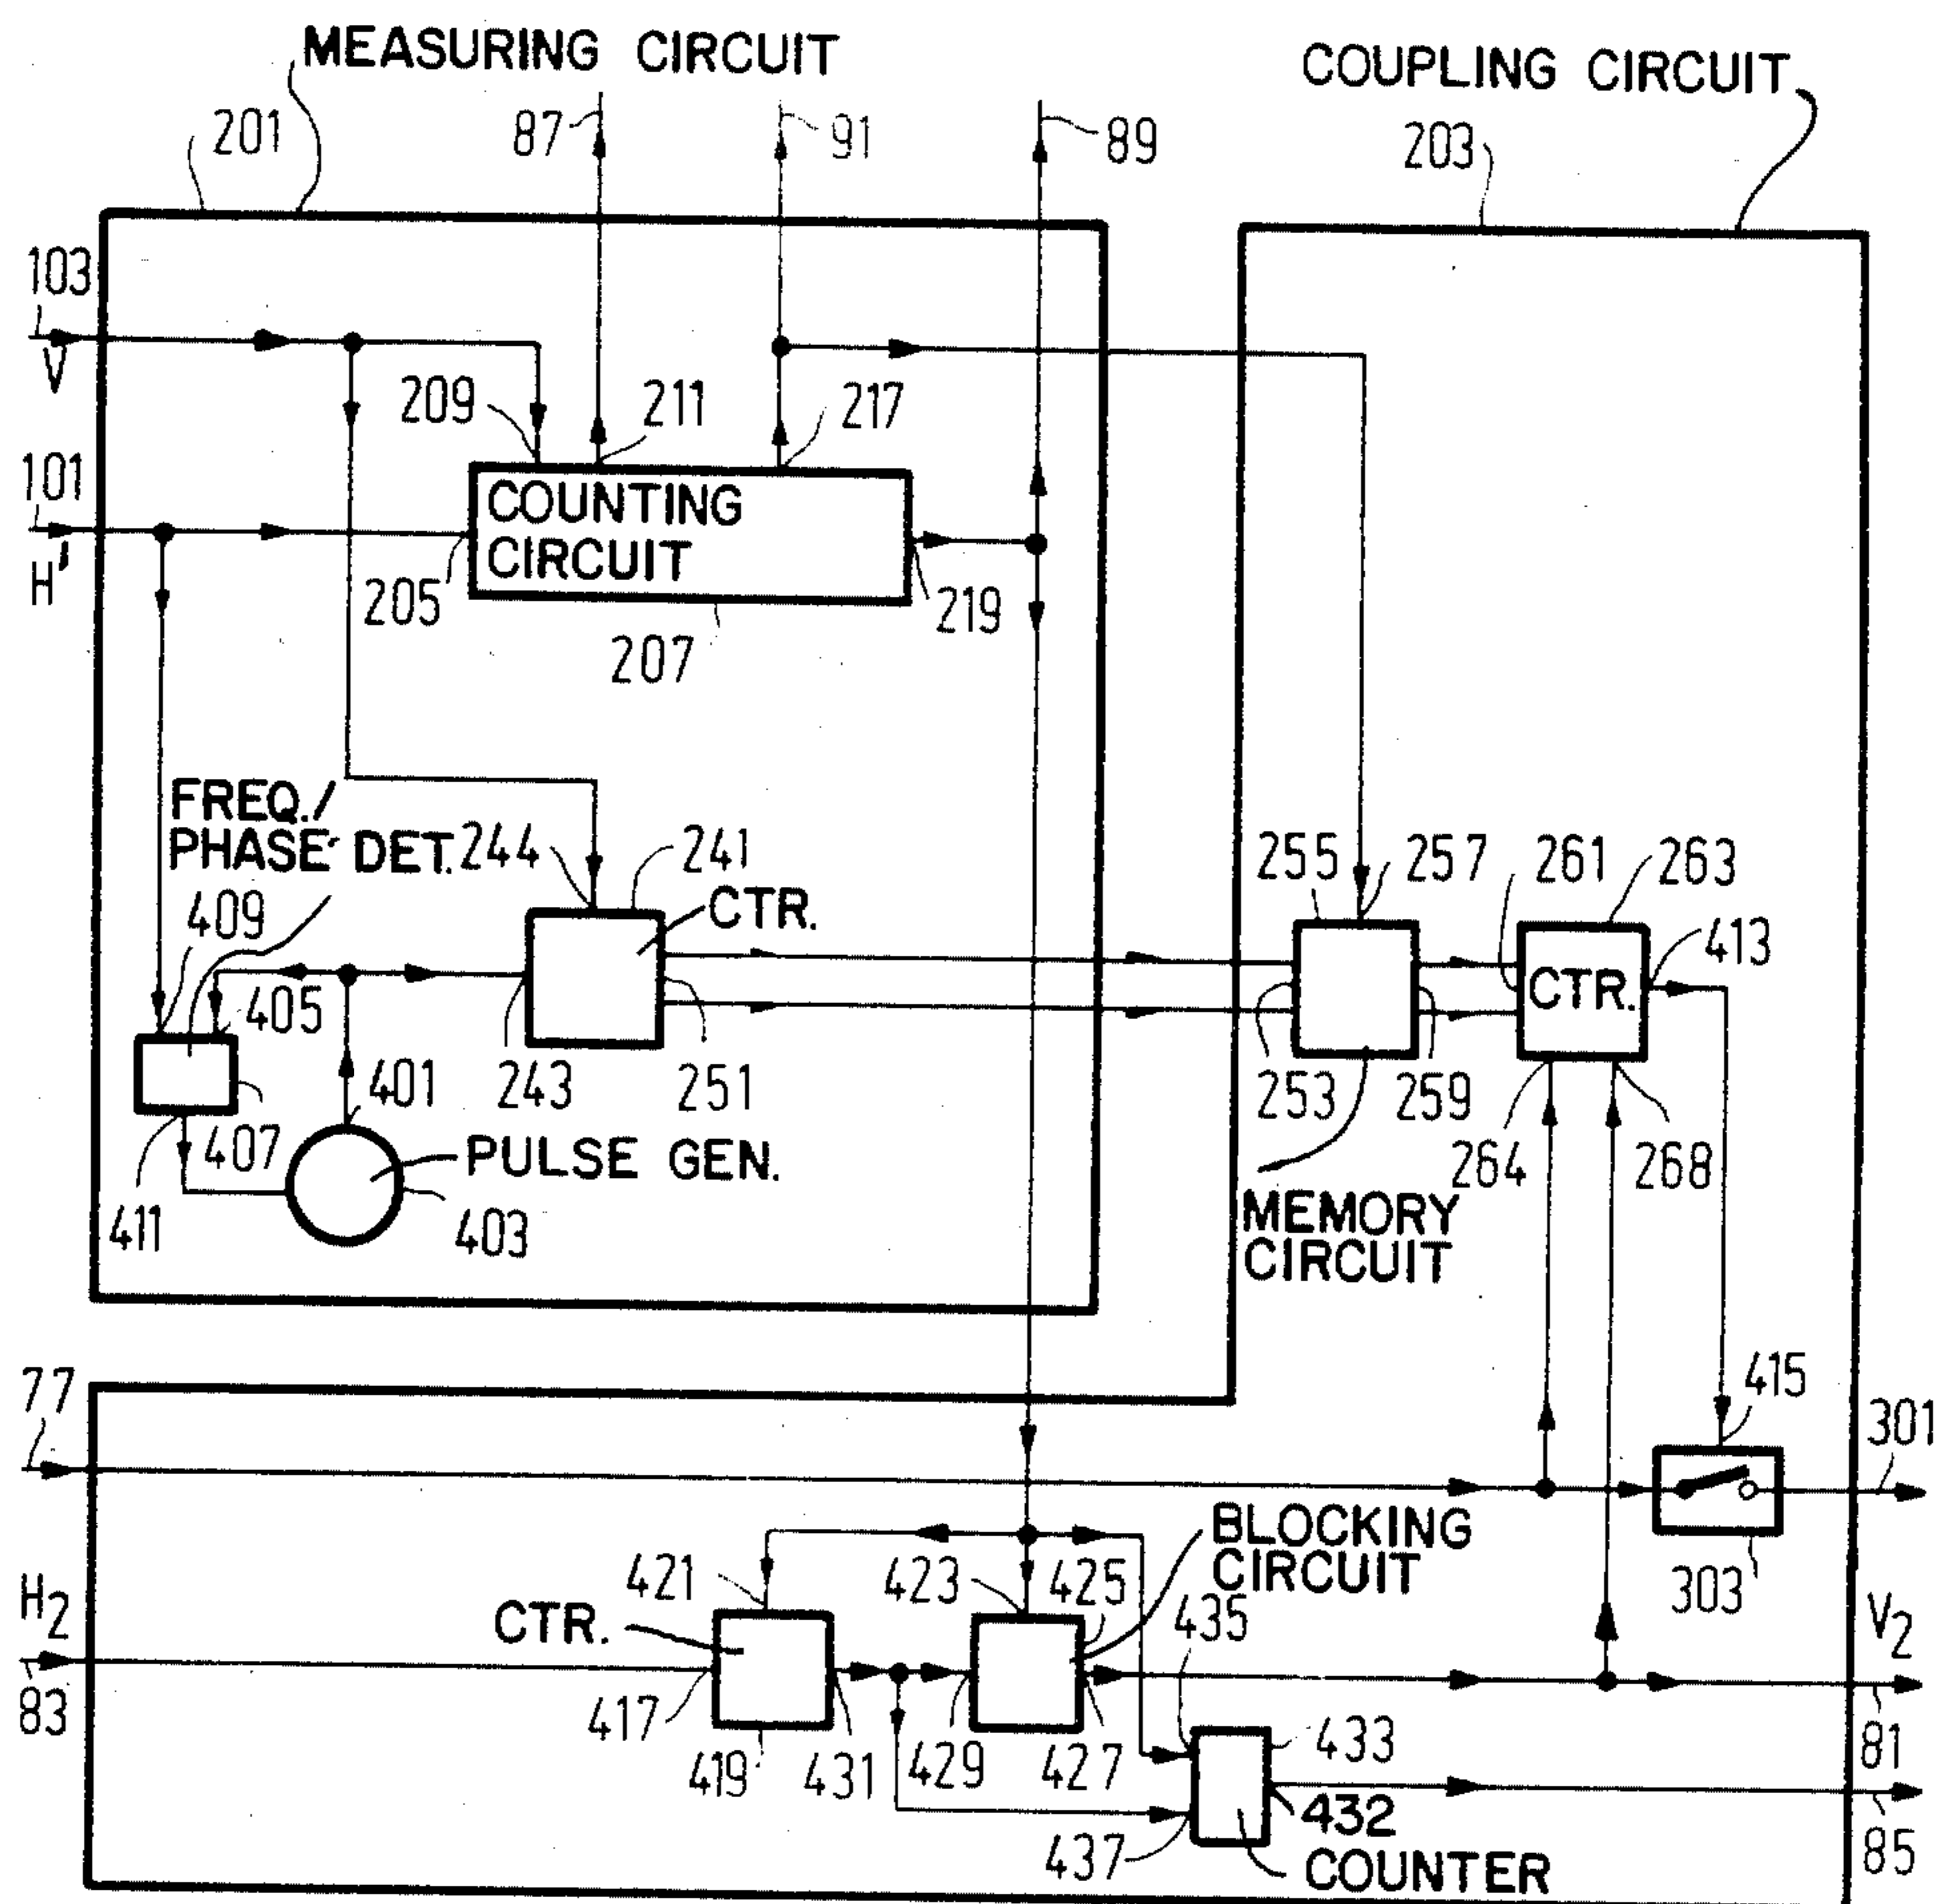 MEASURING CIRCUIT
COUPLING CIRCUIT
201
87
91
89
203
103
V
209
211
217
101
H'
COUNTING
CIRCUIT
205
219
207
FREQ./
PHASE DET.
244
241
CTR.
255
257
261
263
409
413
405
CTR.
243
251
253
259
401
407
264
268
PULSE GEN.
411
403
MEMORY
CIRCUIT
77
415
301
BLOCKING
CIRCUIT
421
423
425
303
H2
CTR.
435
V2
83
417
419
431
429
427
433
81
432
437
COUNTER
85